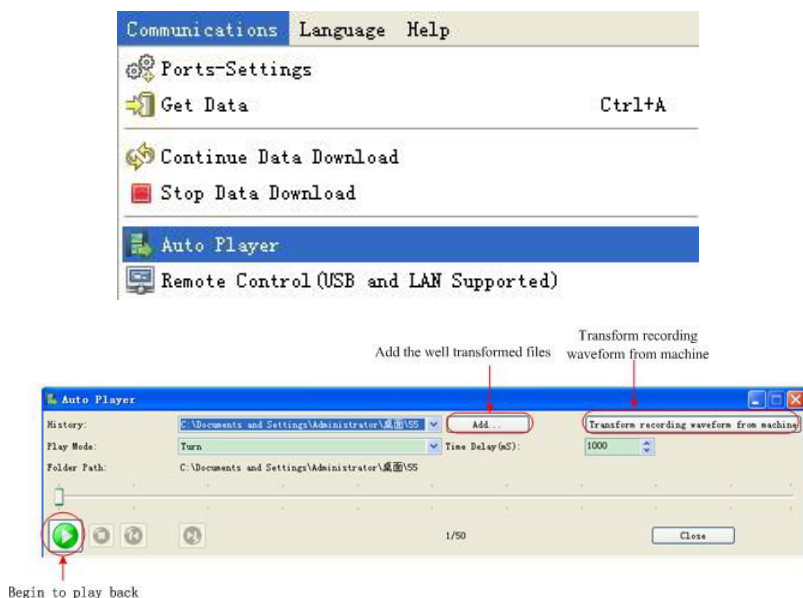 Communications Language Help
Ports-Settings
Get Data Ctrl+A
Continue Data Download
Stop Data Download
Auto Player
Remote Control(USB and LAN Supported)
Add the well transformed files
Transform recording
waveform from machine
Auto Player
History: C:\Documents and Settings\Administrator\桌面\55 Add... Transform recording waveform from machine
Play Mode: Turn Time Delay(mS): 1000
Folder Path: C:\Documents and Settings\Administrator\桌面\55
1/50 Close
Begin to play back